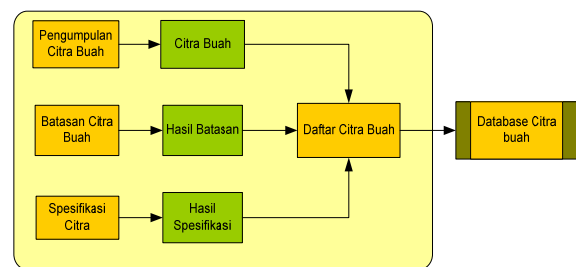 Pengumpulan
Citra Buah
Citra Buah
Batasan Citra
Buah
Hasil Batasan
Daftar Citra Buah
Database Citra
buah
Spesifikasi
Citra
Hasil
Spesifikasi